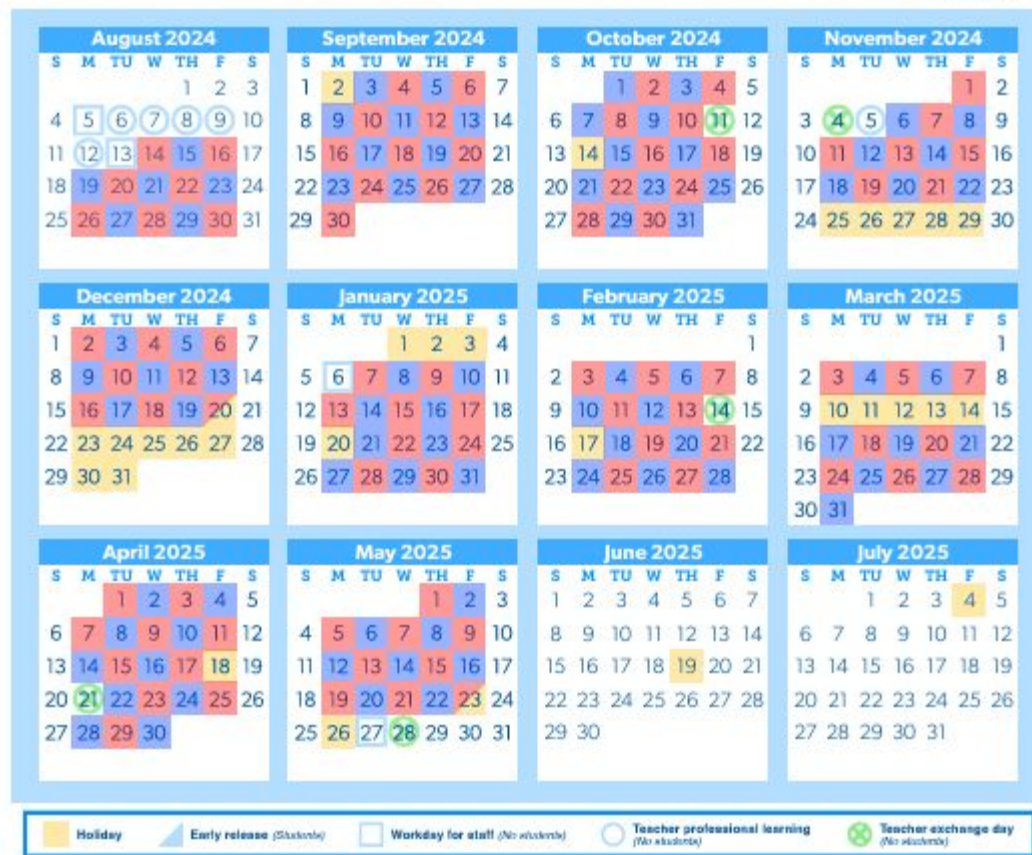 August 2024
S M TU W TH F S
1 2 3
4 5 6 7 8 9 10
11 12 13 14 15 16 17
18 19 20 21 22 23 24
25 26 27 28 29 30 31
September 2024
S M TU W TH F S
1 2 3 4 5 6 7
8 9 10 11 12 13 14
15 16 17 18 19 20 21
22 23 24 25 26 27 28
29 30
October 2024
S M TU W TH F S
1 2 3 4 5
6 7 8 9 10 11 12
13 14 15 16 17 18 19
20 21 22 23 24 25 26
27 28 29 30 31
November 2024
S M TU W TH F S
1 2
3 4 5 6 7 8 9
10 11 12 13 14 15 16
17 18 19 20 21 22 23
24 25 26 27 28 29 30
December 2024
S M TU W TH F S
1 2 3 4 5 6 7
8 9 10 11 12 13 14
15 16 17 18 19 20 21
22 23 24 25 26 27 28
29 30 31
January 2025
S M TU W TH F S
1 2 3 4
5 6 7 8 9 10 11
12 13 14 15 16 17 18
19 20 21 22 23 24 25
26 27 28 29 30 31
February 2025
S M TU W TH F S
1
2 3 4 5 6 7 8
9 10 11 12 13 14 15
16 17 18 19 20 21 22
23 24 25 26 27 28
March 2025
S M TU W TH F S
1
2 3 4 5 6 7 8
9 10 11 12 13 14 15
16 17 18 19 20 21 22
23 24 25 26 27 28 29
30 31
April 2025
S M TU W TH F S
1 2 3 4 5
6 7 8 9 10 11 12
13 14 15 16 17 18 19
20 21 22 23 24 25 26
27 28 29 30
May 2025
S M TU W TH F S
1 2 3
4 5 6 7 8 9 10
11 12 13 14 15 16 17
18 19 20 21 22 23 24
25 26 27 28 29 30 31
June 2025
S M TU W TH F S
1 2 3 4 5 6 7
8 9 10 11 12 13 14
15 16 17 18 19 20 21
22 23 24 25 26 27 28
29 30
July 2025
S M TU W TH F S
1 2 3 4 5
6 7 8 9 10 11 12
13 14 15 16 17 18 19
20 21 22 23 24 25 26
27 28 29 30 31
Holiday
Early release (Students)
Workday for staff (No students)
Teacher professional learning
(No students)
Teacher exchange day
(No students)